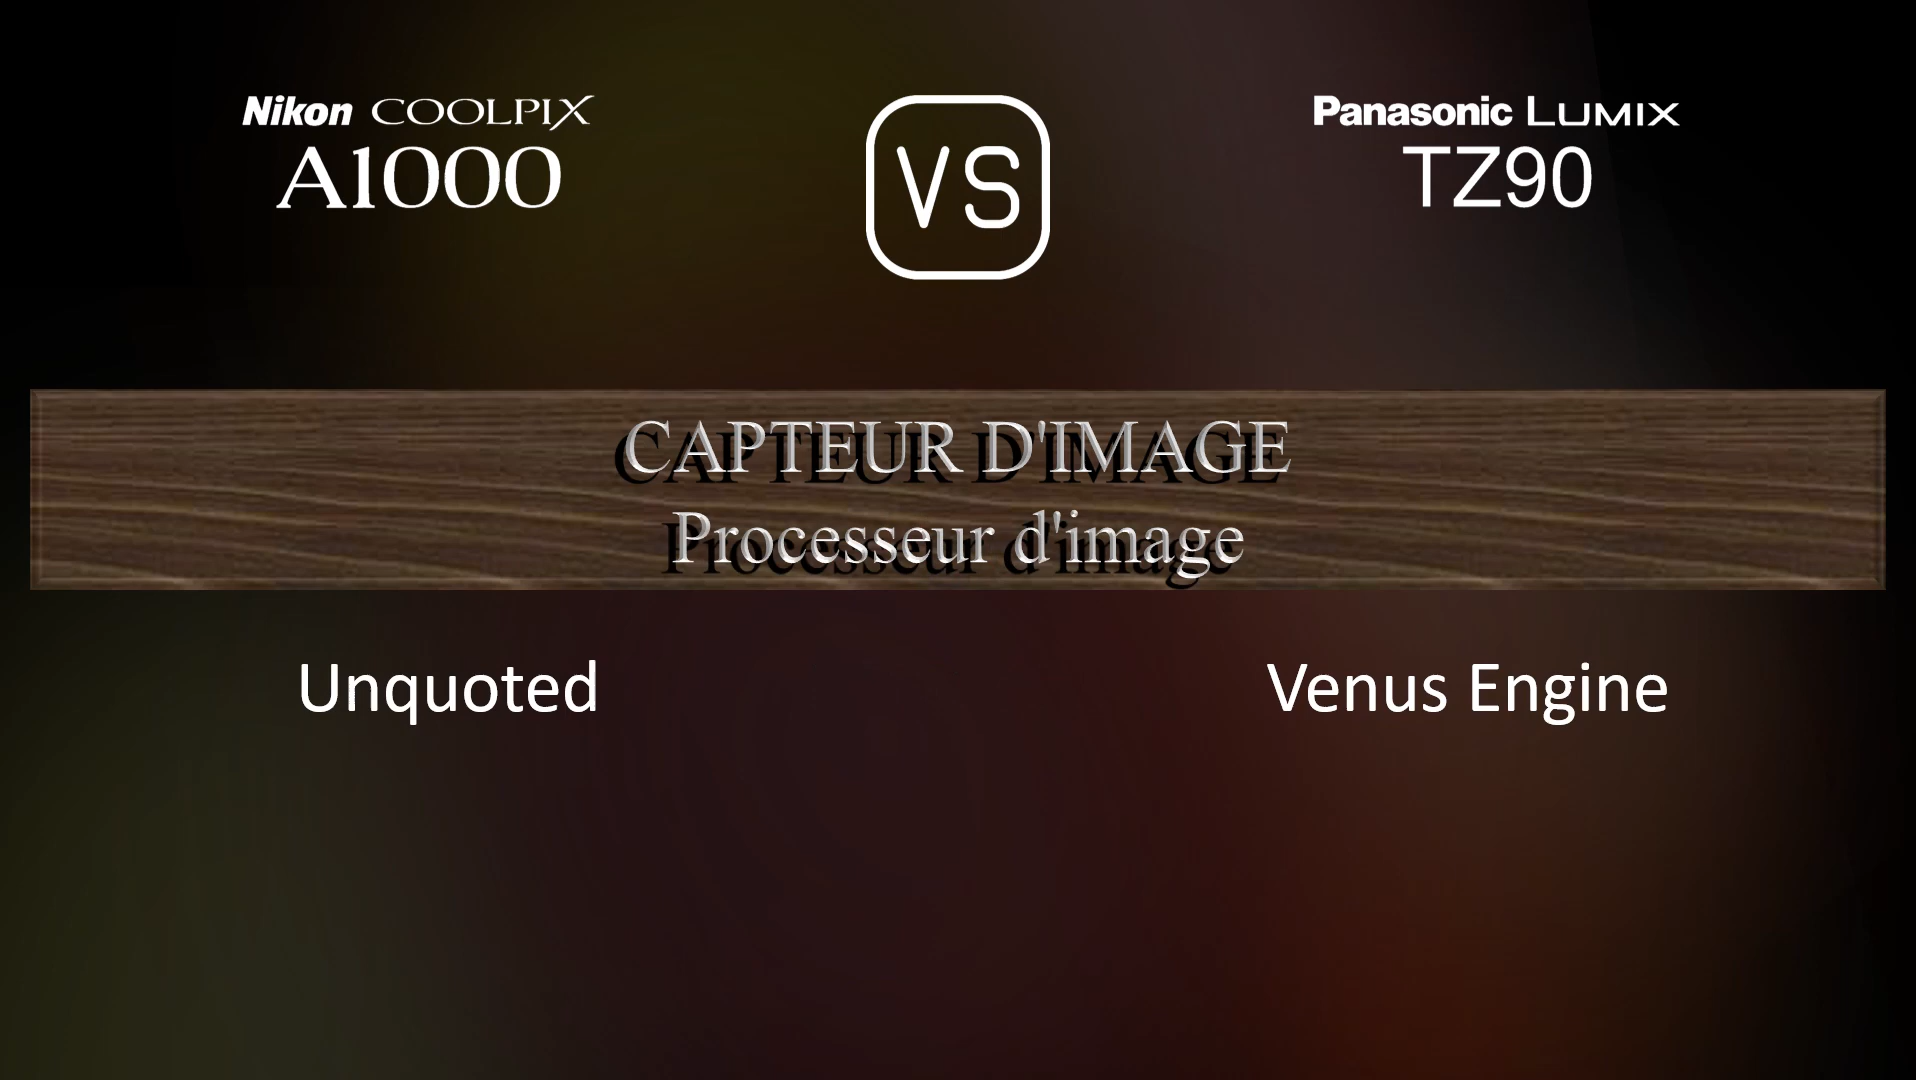 Nikon COOLPIX
A1000
VS
Panasonic LUMIX
TZ90
CAPTEUR D'IMAGE
Processeur d'image
Unquoted
Venus Engine